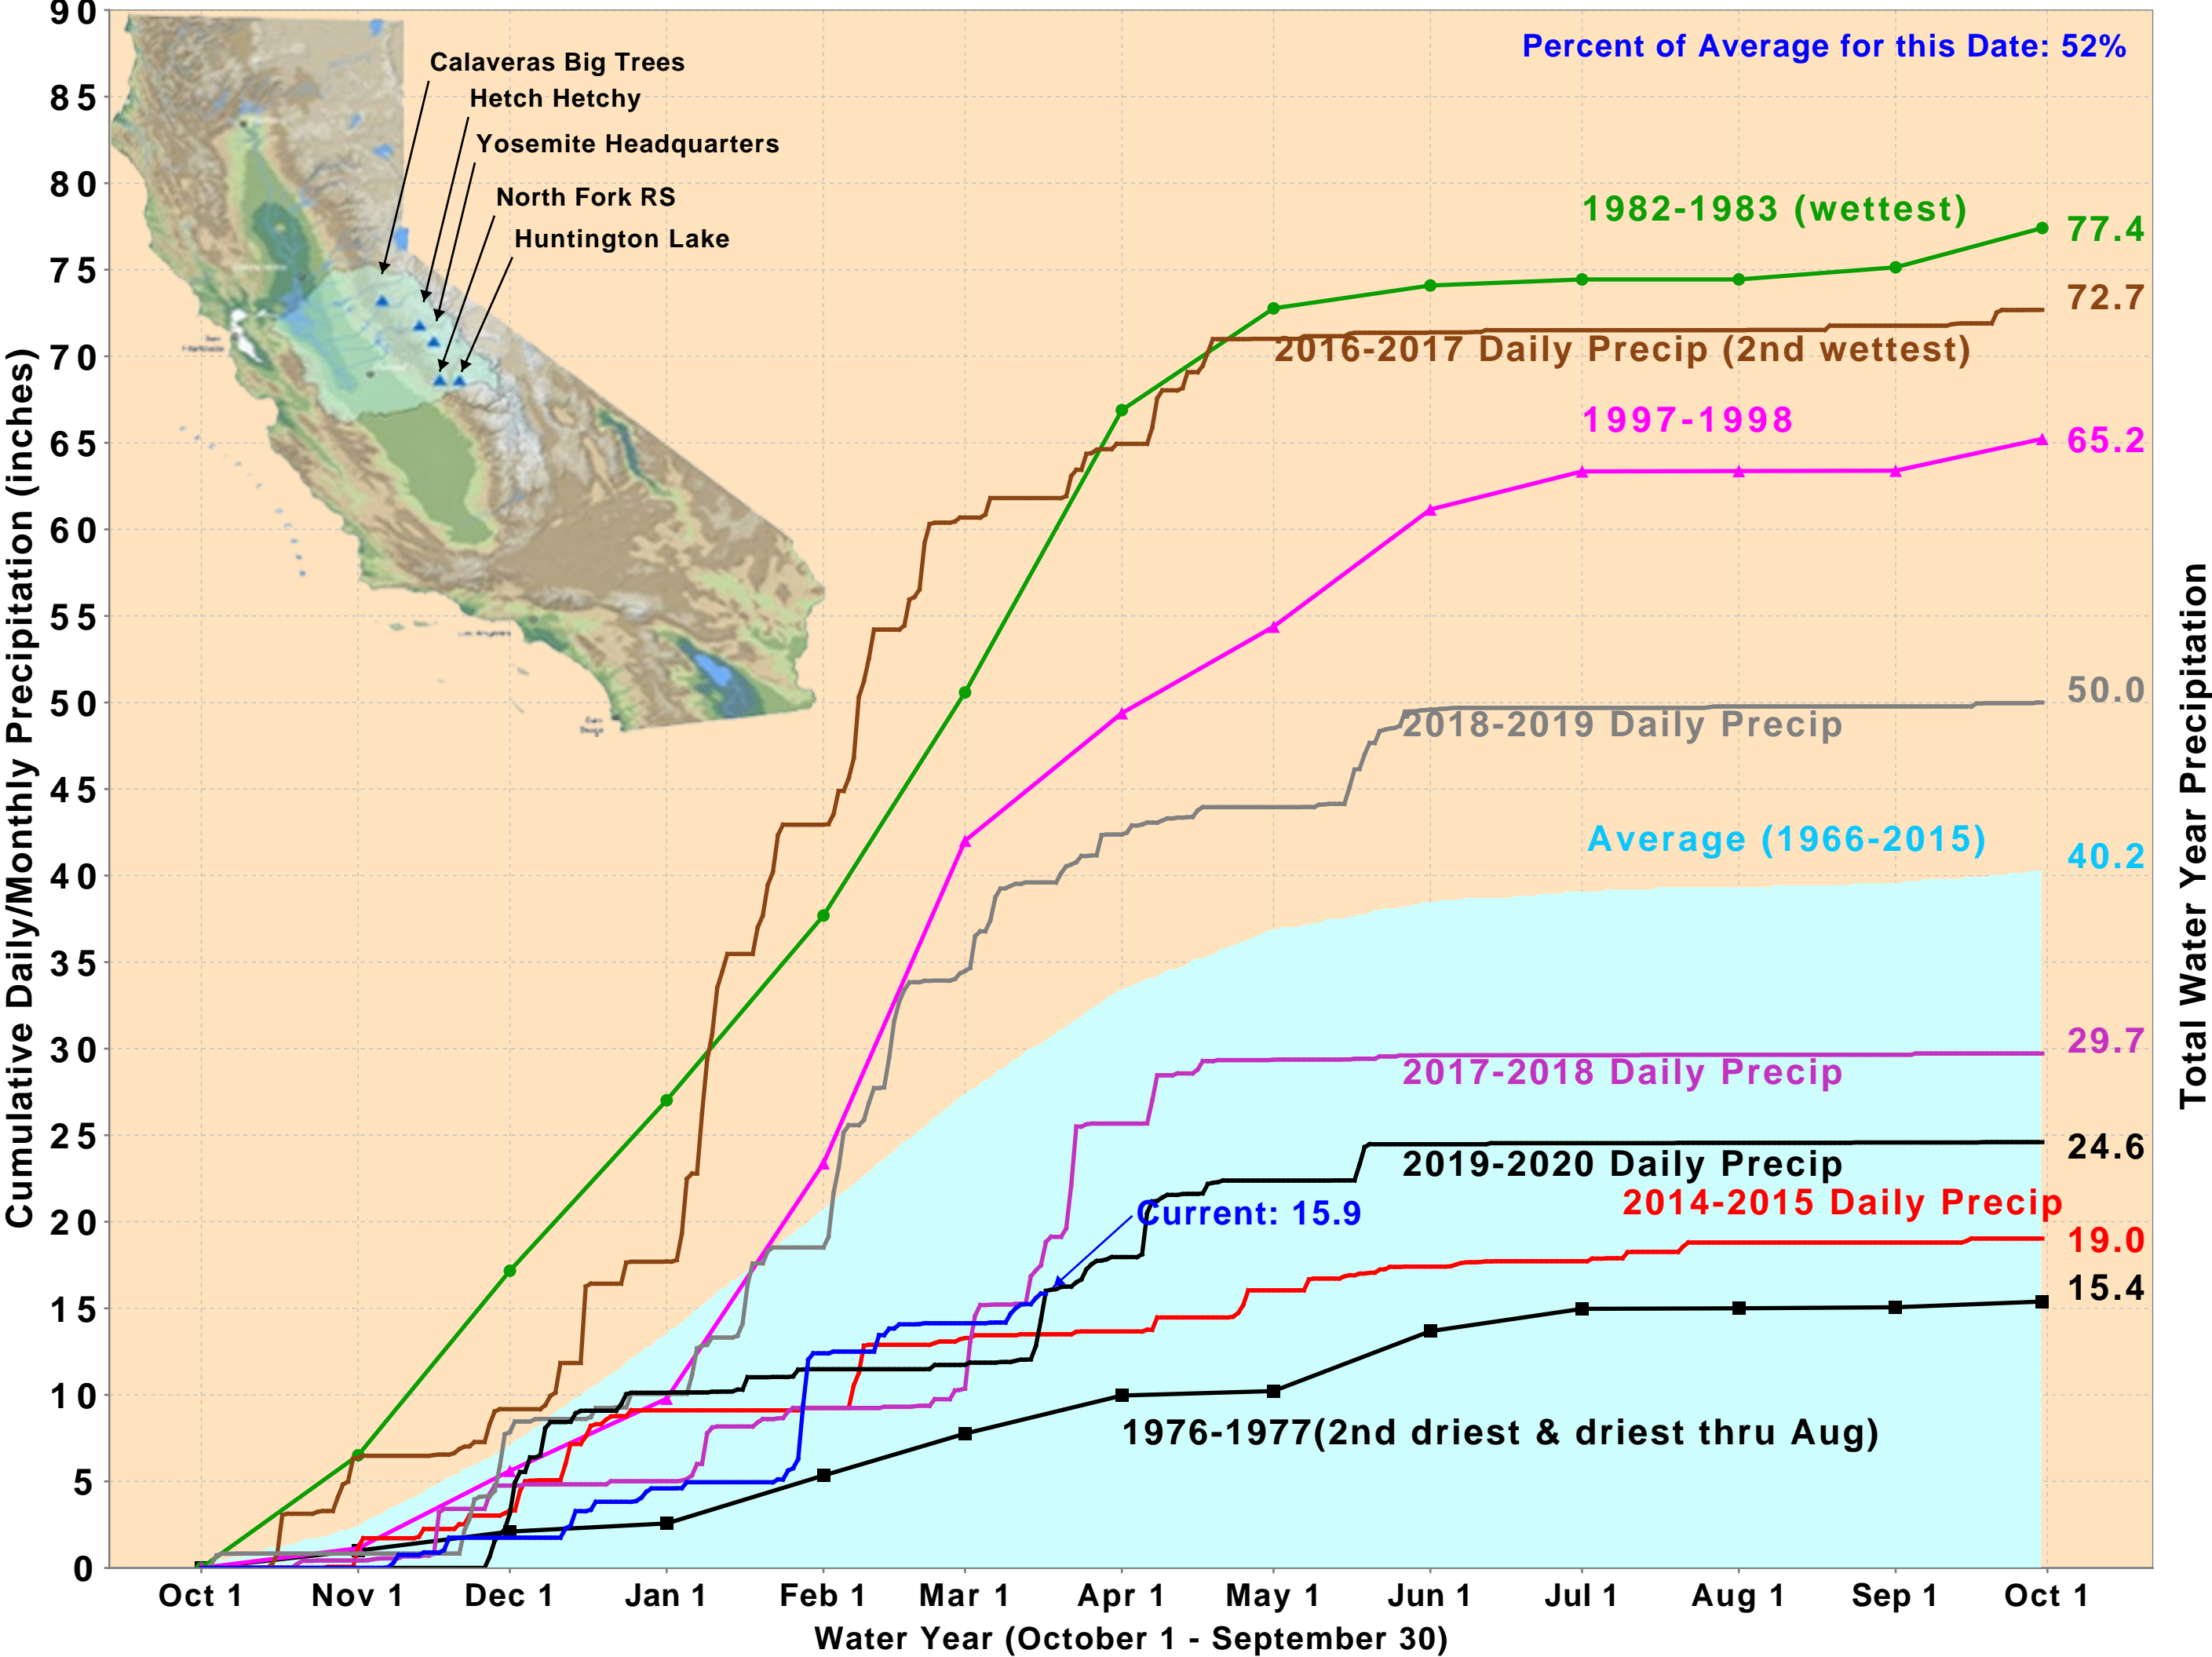 Percent of Average for this Date: 52%
Calaveras Big Trees
Hetch Hetchy
Yosemite Headquarters
North Fork RS
Huntington Lake
Cumulative Daily/Monthly Precipitation (inches)
90
85
80
75
70
65
60
55
50
45
40
35
30
25
20
15
10
5
0
1982-1983 (wettest)
77.4
72.7
2016-2017 Daily Precip (2nd wettest)
1997-1998
65.2
50.0
2018-2019 Daily Precip
Average (1966-2015)
40.2
29.7
2017-2018 Daily Precip
24.6
2019-2020 Daily Precip
2014-2015 Daily Precip
Current: 15.9
19.0
15.4
1976-1977(2nd driest & driest thru Aug)
Total Water Year Precipitation
Oct 1
Nov 1
Dec 1
Jan 1
Feb 1
Mar 1
Apr 1
May 1
Jun 1
Jul 1
Aug 1
Sep 1
Oct 1
Water Year (October 1 - September 30)